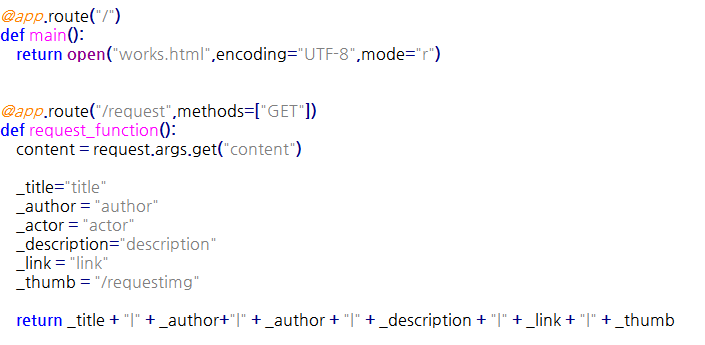 @app.route("/")
def main():
    return open("works.html",encoding="UTF-8",mode="r")
@app.route("/request",methods=["GET"])
def request_function():
    content = request.args.get("content")
    _title="title"
    _author = "author"
    _actor = "actor"
    _description="description"
    _link = "link"
    _thumb = "/requestimg"
    return _title + "|" + _author+"|" + _author + "|" + _description + "|" + _link + "|" + _thumb